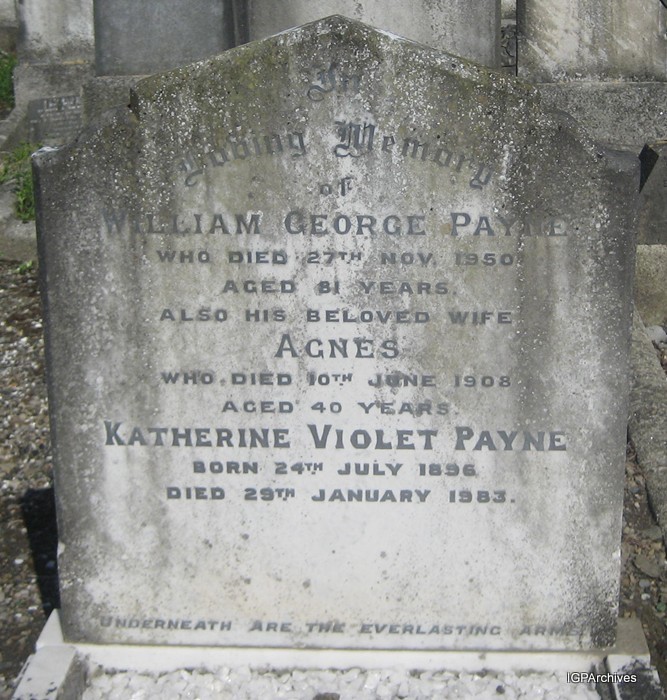 In
Loving Memory
of
WILLIAM GEORGE PAYNE
WHO DIED 27TH NOV. 1950
AGED 81 YEARS.
ALSO HIS BELOVED WIFE
AGNES
WHO DIED 10TH JUNE 1908
AGED 40 YEARS.
KATHERINE VIOLET PAYNE
BORN 24TH JULY 1896
DIED 29TH JANUARY 1983.
UNDERNEATH ARE THE EVERLASTING ARMS
IGPArchives